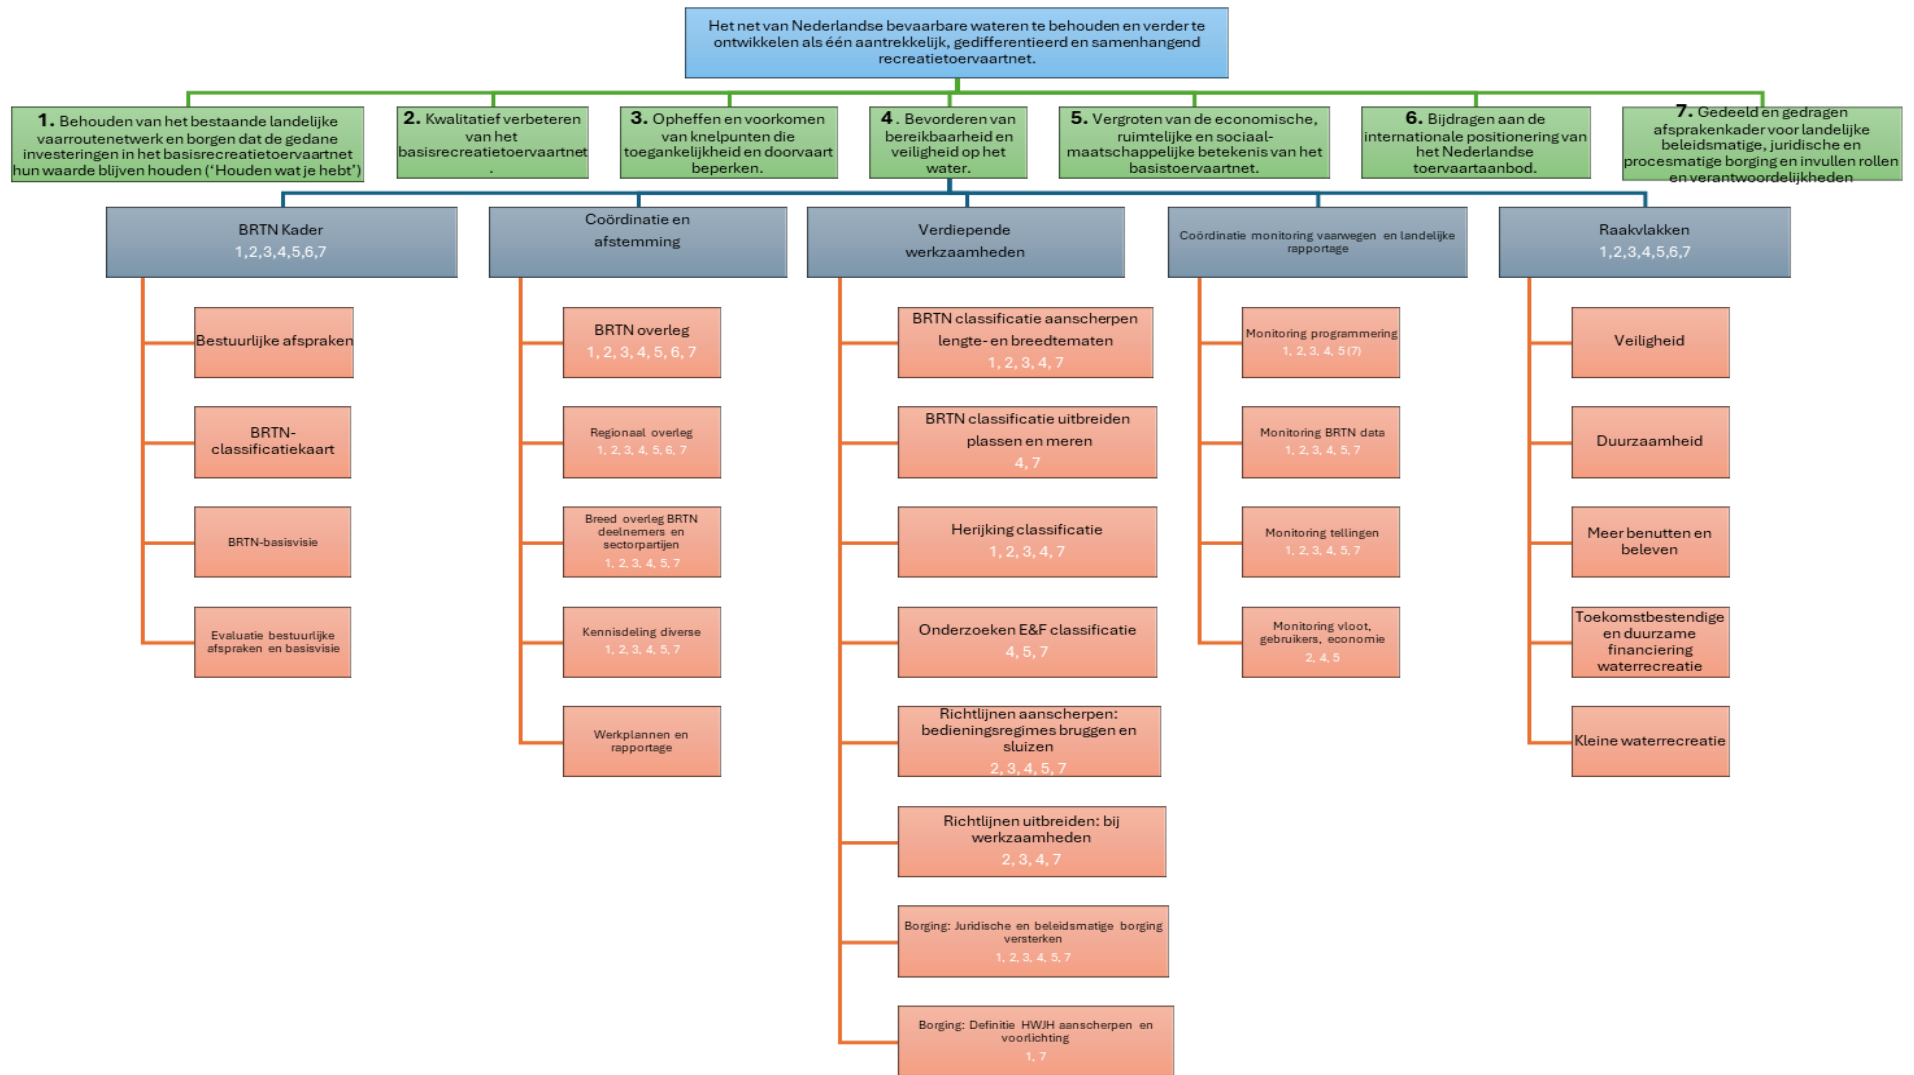 Het net van Nederlandse bevaarbare wateren te behouden en verder te
ontwikkelen als één aantrekkelijk, gedifferentieerd en samenhangend
recreatietoervaartnet.
1. Behouden van het bestaande landelijke
vaarroutenetwerk en borgen dat de gedane
investeringen in het basisrecreatietoervaartnet
hun waarde blijven houden (‘Houden wat je hebt’)
2. Kwalitatief verbeteren
van het
basisrecreatietoervaartnet
.
3. Opheffen en voorkomen
van knelpunten die
toegankelijkheid en doorvaart
beperken.
4 . Bevorderen van
bereikbaarheid en
veiligheid op het
water.
5. Vergroten van de economische,
ruimtelijke en sociaal-
maatschappelijke betekenis van het
basistoervaartnet.
6. Bijdragen aan de
internationale positionering van
het Nederlandse
toervaartaanbod.
7. Gedeeld en gedragen
afsprakenkader voor landelijke
beleidsmatige, juridische en
procesmatige borging en invullen rollen
en verantwoordelijkheden
BRTN Kader
1,2,3,4,5,6,7
Bestuurlijke afspraken
BRTN-
classificatiekaart
BRTN-basisvisie
Evaluatie bestuurlijke
afspraken en basisvisie
Coördinatie en
afstemming
BRTN overleg
1, 2, 3, 4, 5, 6, 7
Regionaal overleg
1, 2, 3, 4, 5, 6, 7
Breed overleg BRTN
deelnemers en
sectorpartijen
1, 2, 3, 4, 5, 7
Kennisdeling diverse
1, 2, 3, 4, 5, 7
Werkplannen en
rapportage
Verdiepende
werkzaamheden
BRTN classificatie aanscherpen
lengte- en breedtematen
1, 2, 3, 4, 7
BRTN classificatie uitbreiden
plassen en meren
4, 7
Herijking classificatie
1, 2, 3, 4, 7
Onderzoeken E&F classificatie
4, 5, 7
Richtlijnen aanscherpen:
bedieningsregimes bruggen en
sluizen
2, 3, 4, 5, 7
Richtlijnen uitbreiden: bij
werkzaamheden
2, 3, 4, 7
Borging: Juridische en beleidsmatige borging
versterken
1, 2, 3, 4, 5, 7
Borging: Definitie HWJH aanscherpen en
voorlichting
1, 7
Coördinatie monitoring vaarwegen en landelijke
rapportage
Monitoring programmering
1, 2, 3, 4, 5 (7)
Monitoring BRTN data
1, 2, 3, 4, 5, 7
Monitoring tellingen
1, 2, 3, 4, 5, 7
Monitoring vloot,
gebruikers, economie
2, 4, 5
Raakvlakken
1,2,3,4,5,6,7
Veiligheid
Duurzaamheid
Meer benutten en
beleven
Toekomstbestendige
en duurzame
financiering
waterrecreatie
Kleine waterrecreatie